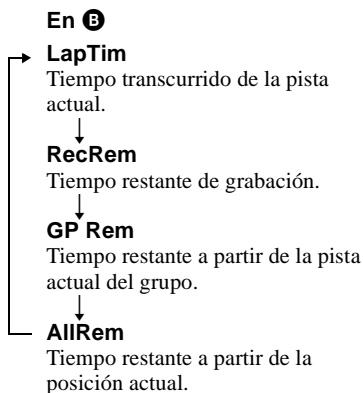 En B
LapTim
Tiempo transcurrido de la pista
actual.
RecRem
Tiempo restante de grabación.
GP Rem
Tiempo restante a partir de la pista
actual del grupo.
AllRem
Tiempo restante a partir de la
posición actual.